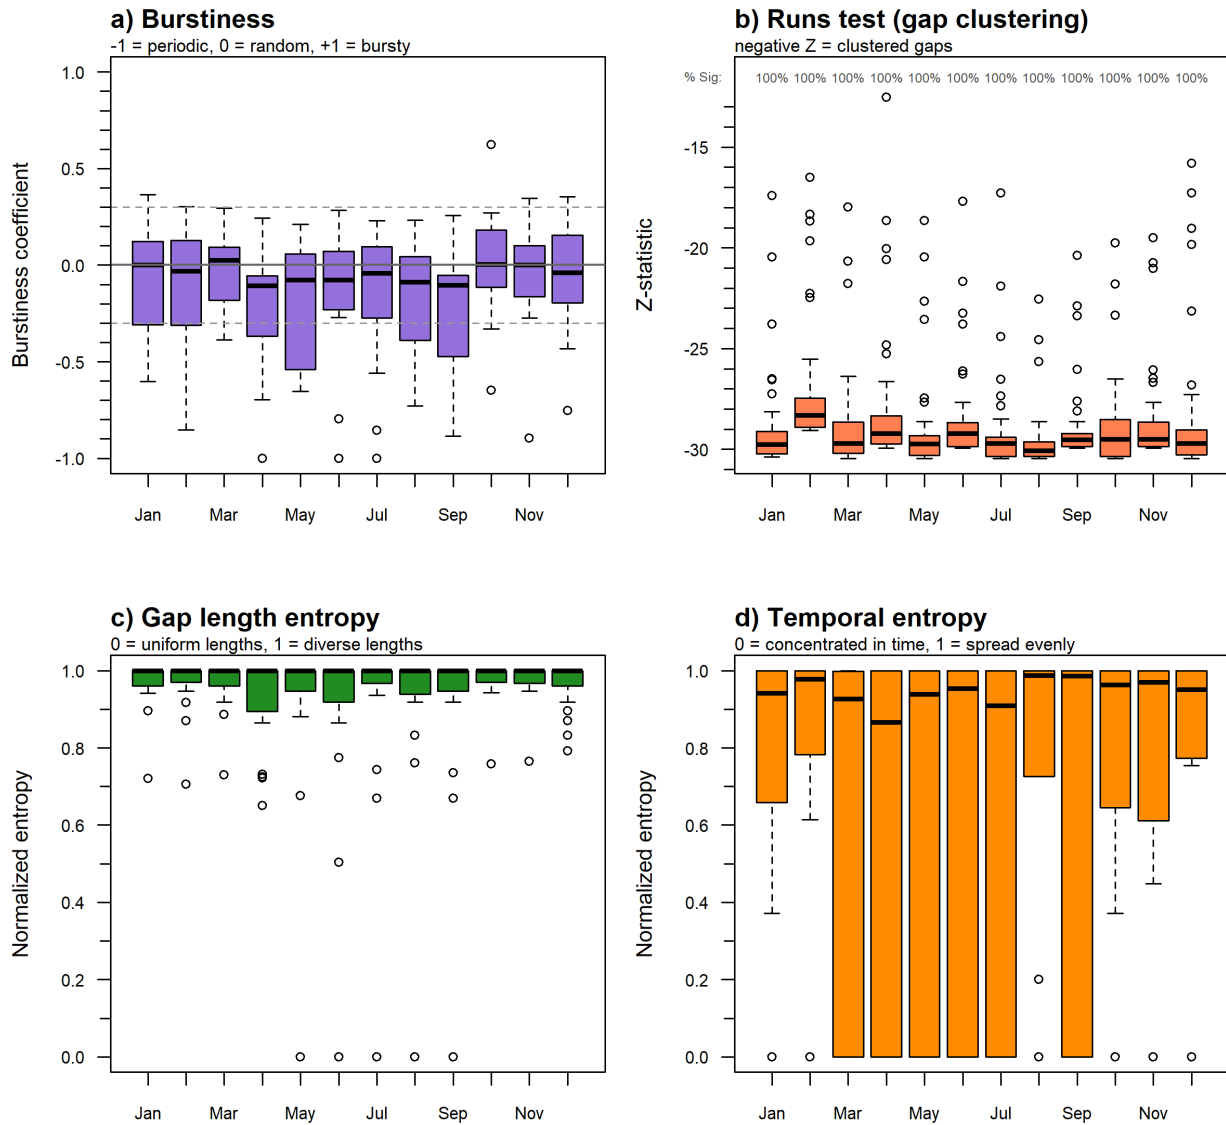 a) Burstiness
-1 = periodic, 0 = random, +1 = bursty
1.0
0.5
0.0
-0.5
-1.0
Burstiness coefficient
Jan Mar May Jul Sep Nov
b) Runs test (gap clustering)
negative Z = clustered gaps
% Sig: 100% 100% 100% 100% 100% 100% 100% 100% 100% 100% 100% 100%
-15
-20
-25
-30
Z-statistic
Jan Mar May Jul Sep Nov
c) Gap length entropy
0 = uniform lengths, 1 = diverse lengths
1.0
0.8
0.6
0.4
0.2
0.0
Normalized entropy
Jan Mar May Jul Sep Nov
d) Temporal entropy
0 = concentrated in time, 1 = spread evenly
1.0
0.8
0.6
0.4
0.2
0.0
Normalized entropy
Jan Mar May Jul Sep Nov